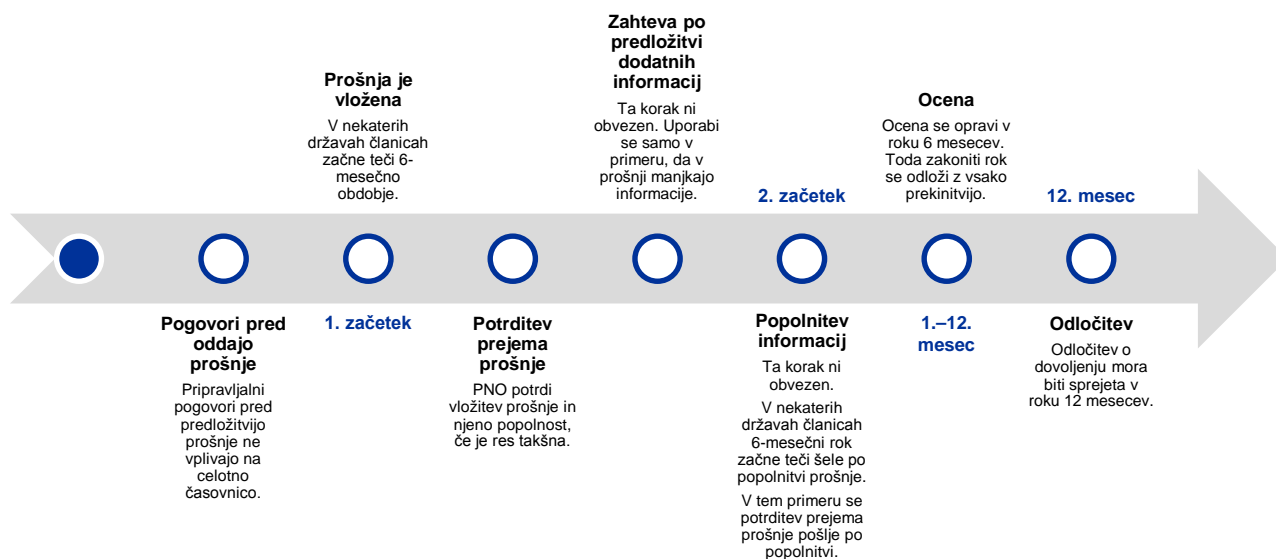 Pogovori pred
oddajo
prošnje
Pripravljalni
pogovori pred
predložitvijo
prošnje ne
vplivajo na
celotno
časovnico.
Prošnja je
vložena
V nekaterih
državah članicah
začne teči 6-
mesečno
obdobje.
1. začetek
Potrditev
prejema
prošnje
PNO potrdi
vložitev prošnje in
njeno popolnost,
če je res takšna.
Zahteva po
predložitvi
dodatnih
informacij
Ta korak ni
obvezen. Uporabi
se samo v
primeru, da v
prošnji manjkajo
informacije.
2. začetek
Popolnitev
informacij
Ta korak ni
obvezen.
V nekaterih
državah članicah
6-mesečni rok
začne teči šele po
popolnitvi prošnje.
V tem primeru se
potrditev prejema
prošnje pošlje po
popolnitvi.
Ocena
Ocena se opravi v
roku 6 mesecev.
Toda zakoniti rok
se odloži z vsako
prekinitvijo.
1.–12.
mesec
12. mesec
Odločitev
Odločitev o
dovoljenju mora
biti sprejeta v
roku 12 mesecev.